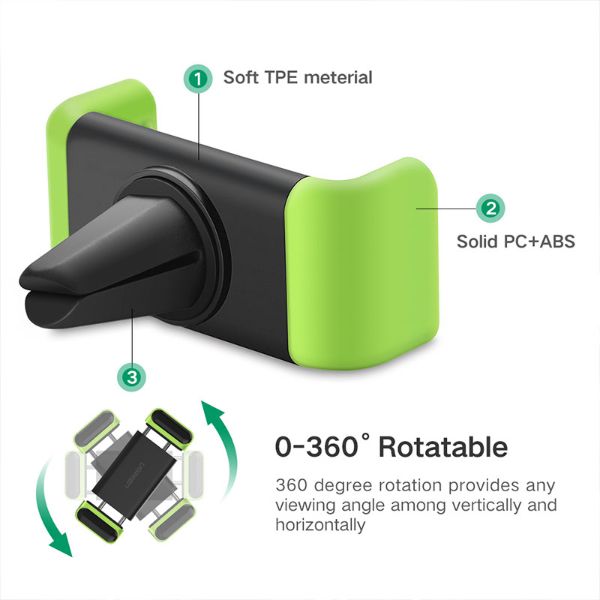 1 Soft TPE meterial
2
Solid PC+ABS
3
0-360° Rotatable
360 degree rotation provides any
viewing angle among vertically and
horizontally
UGREEN